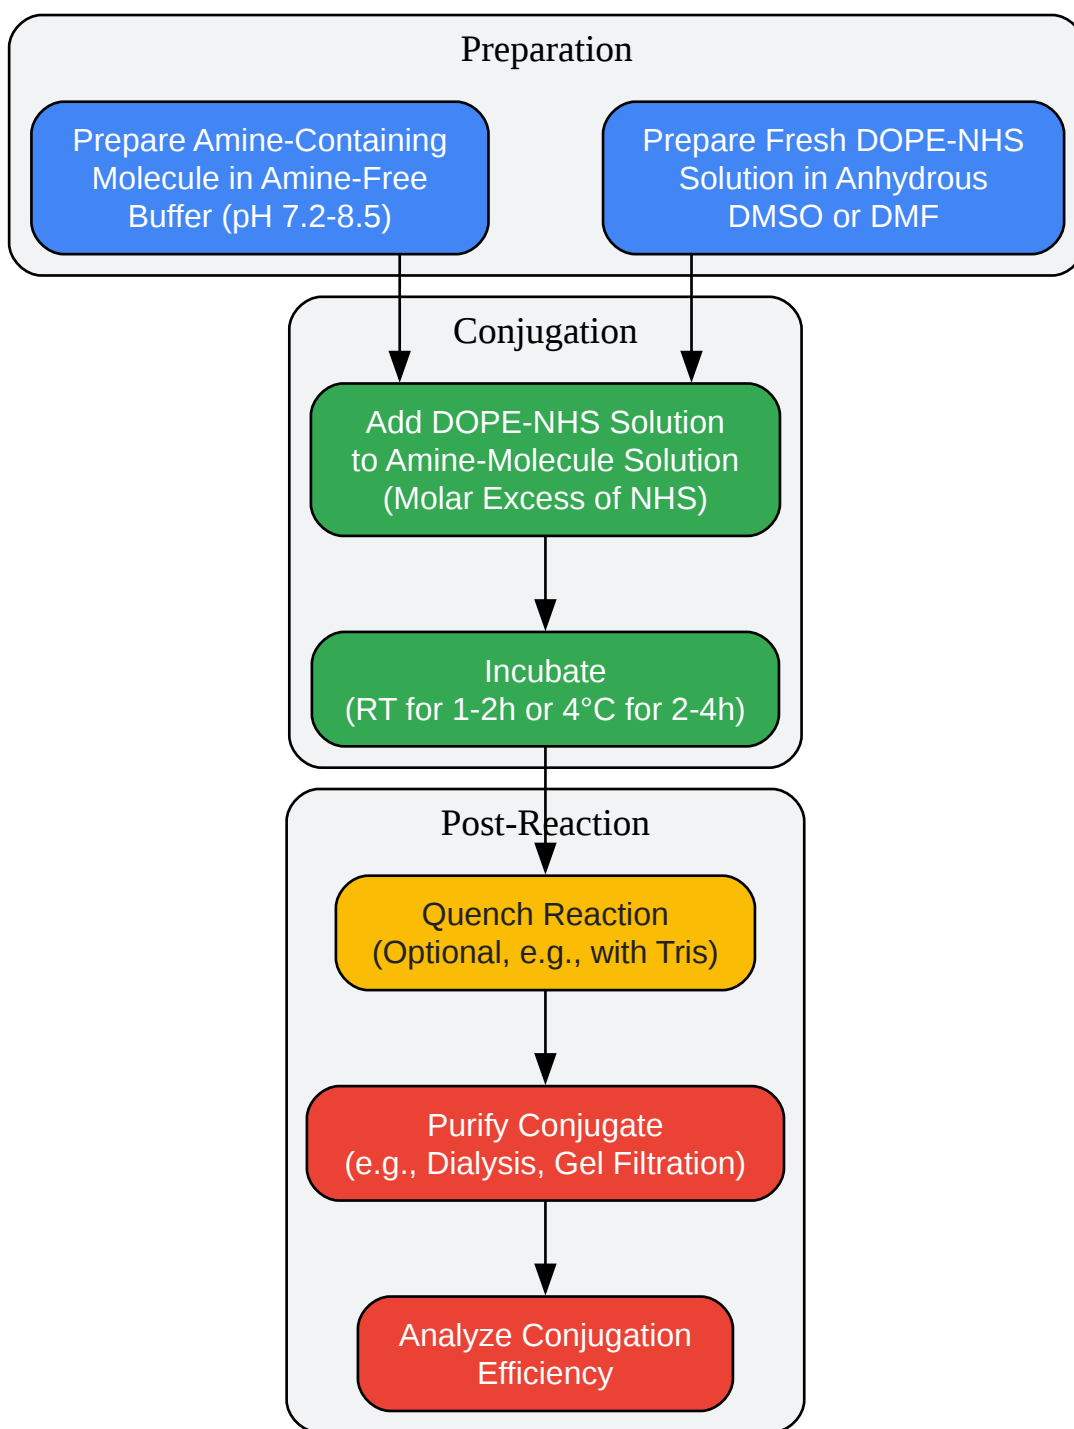 Preparation
Prepare Amine-Containing
Molecule in Amine-Free
Buffer (pH 7.2-8.5)
Prepare Fresh DOPE-NHS
Solution in Anhydrous
DMSO or DMF
Conjugation
Add DOPE-NHS Solution
to Amine-Molecule Solution
(Molar Excess of NHS)
Incubate
(RT for 1-2h or 4°C for 2-4h)
Post-Reaction
Quench Reaction
(Optional, e.g., with Tris)
Purify Conjugate
(e.g., Dialysis, Gel Filtration)
Analyze Conjugation
Efficiency